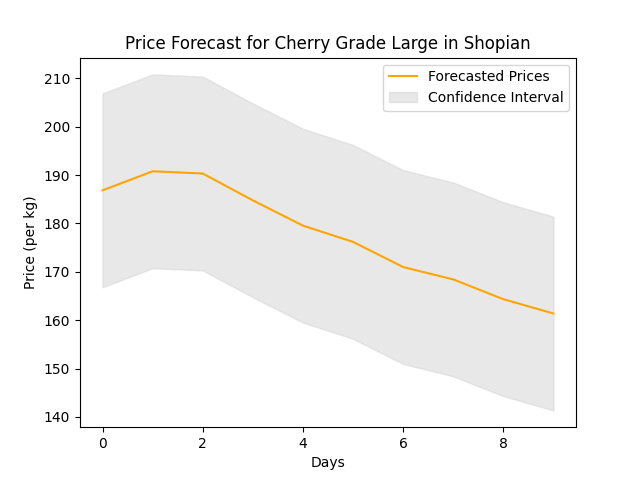 Price Forecast for Cherry Grade Large in Shopian
Forecasted Prices
Confidence Interval
Price (per kg)
210
200
190
180
170
160
150
140
0 2 4 6 8
Days